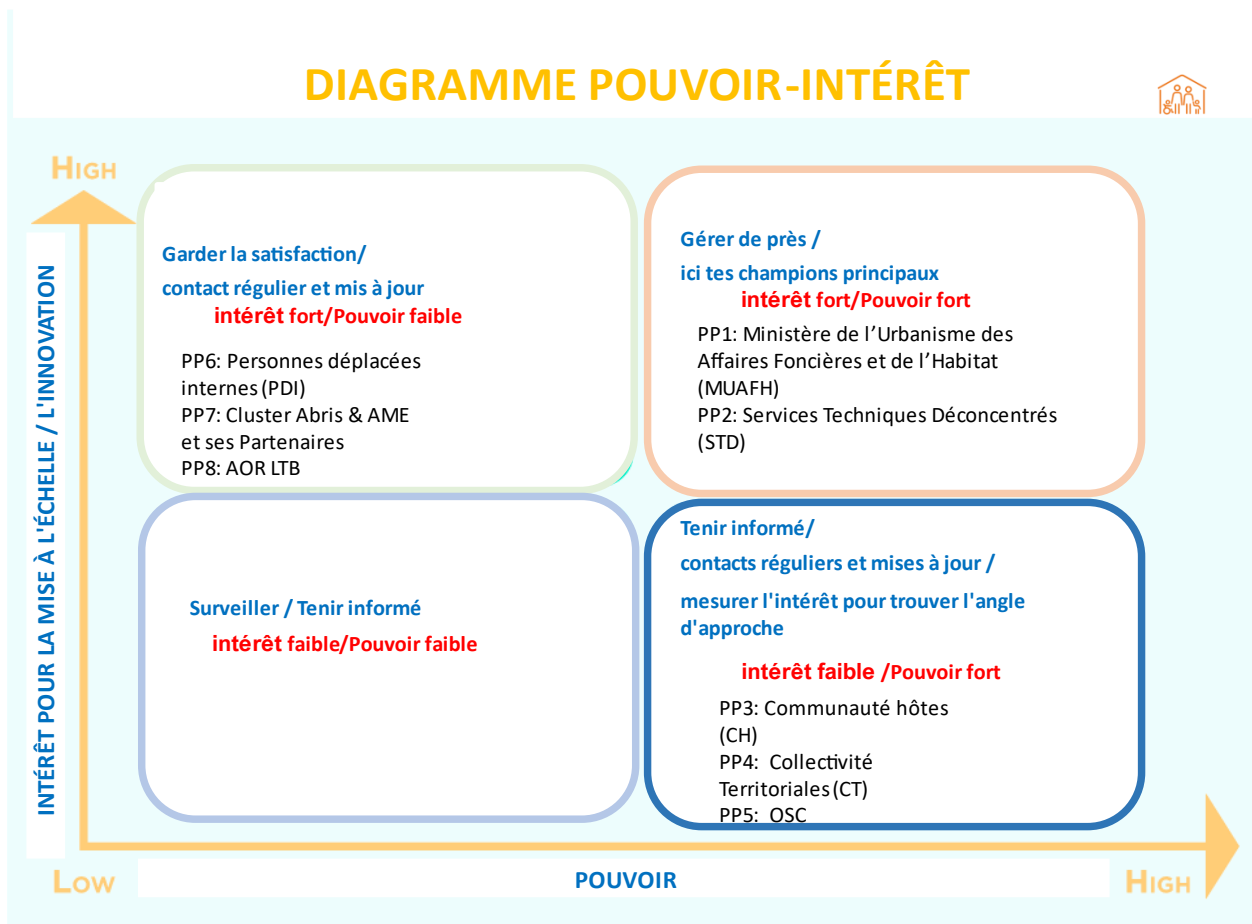 DIAGRAMME POUVOIR-INTÉRÊT
HIGH
INTÉRÊT POUR LA MISE À L'ÉCHELLE / L'INNOVATION
Garder la satisfaction/
contact régulier et mis à jour
intérêt fort/Pouvoir faible
PP6: Personnes déplacées
internes (PDI)
PP7: Cluster Abris & AME
et ses Partenaires
PP8: AOR LTB
Gérer de près /
ici tes champions principaux
intérêt fort/Pouvoir fort
PP1: Ministère de l’Urbanisme des
Affaires Foncières et de l’Habitat
(MUAFH)
PP2: Services Techniques Déconcentrés
(STD)
Surveiller / Tenir informé
intérêt faible/Pouvoir faible
Tenir informé/
contacts réguliers et mises à jour /
mesurer l'intérêt pour trouver l'angle
d'approche
intérêt faible /Pouvoir fort
PP3: Communauté hôtes
(CH)
PP4: Collectivité
Territoriales (CT)
PP5: OSC
LOW
POUVOIR
HIGH